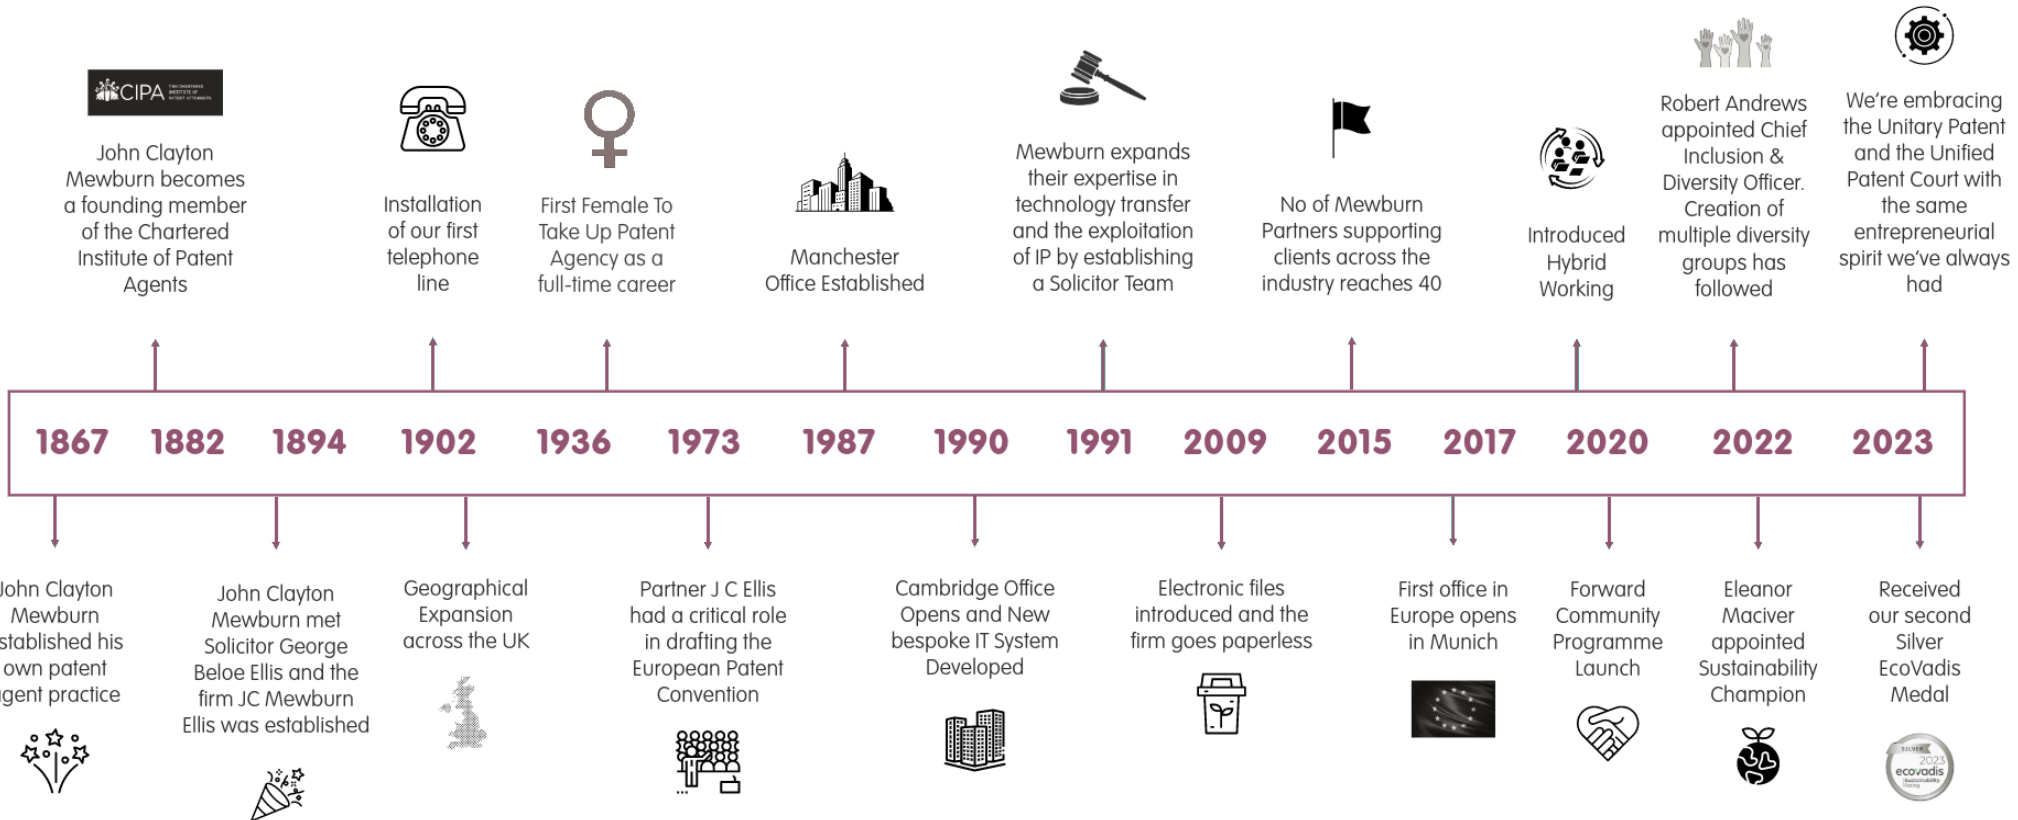 CIPA
John Clayton
Mewburn becomes
a founding member
of the Chartered
Institute of Patent
Agents
Installation
of our first
telephone
line
First Female To
Take Up Patent
Agency as a
full-time career
Manchester
Office Established
Mewburn expands
their expertise in
technology transfer
and the exploitation
of IP by establishing
a Solicitor Team
No of Mewburn
Partners supporting
clients across the
industry reaches 40
Introduced
Hybrid
Working
Robert Andrews
appointed Chief
Inclusion &
Diversity Officer.
Creation of
multiple diversity
groups has
followed
We're embracing
the Unitary Patent
and the Unified
Patent Court with
the same
entrepreneurial
spirit we've always
had
1867 1882 1894 1902 1936 1973 1987 1990 1991 2009 2015 2017 2020 2022 2023
John Clayton
Mewburn
stablished his
own patent
gent practice
John Clayton
Mewburn met
Solicitor George
Beloe Ellis and the
firm JC Mewburn
Ellis was established
Geographical
Expansion
across the UK
Partner J C Ellis
had a critical role
in drafting the
European Patent
Convention
Cambridge Office
Opens and New
bespoke IT System
Developed
Electronic files
introduced and the
firm goes paperless
First office in
Europe opens
in Munich
Forward
Community
Programme
Launch
Eleanor
Maciver
appointed
Sustainability
Champion
Received
our second
Silver
EcoVadis
Medal
SILVER
2023
ecovadis
Sustainability
Rating